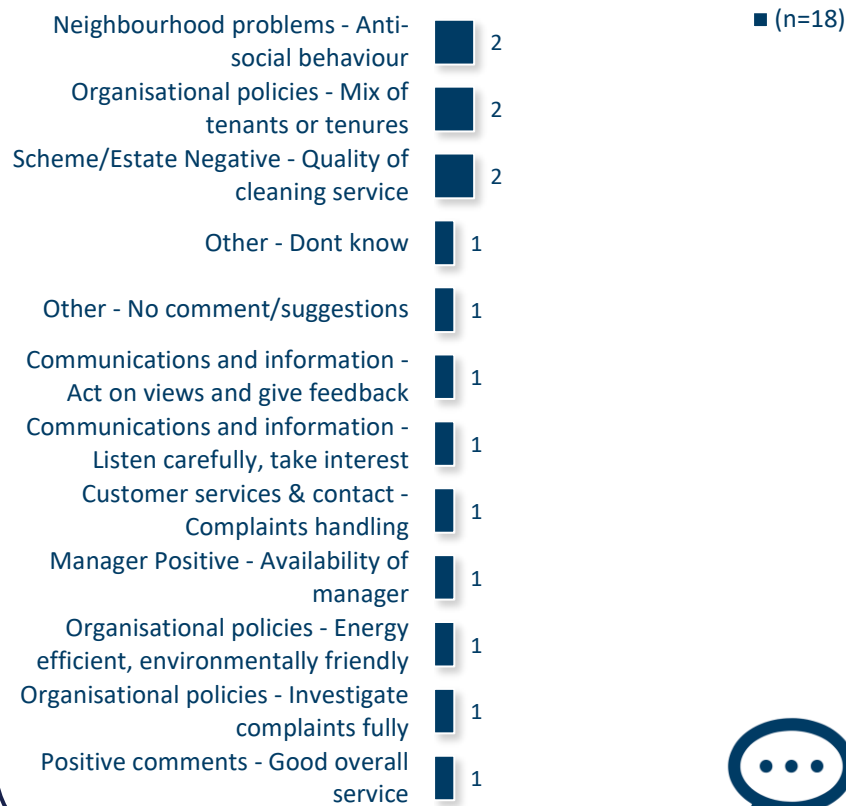 (n=18)
Neighbourhood problems - Anti-
social behaviour
2
Organisational policies - Mix of
tenants or tenures
2
Scheme/Estate Negative - Quality of
cleaning service
2
Other - Dont know
1
Other - No comment/suggestions
1
Communications and information -
Act on views and give feedback
1
Communications and information -
Listen carefully, take interest
1
Customer services & contact -
Complaints handling
1
Manager Positive - Availability of
manager
1
Organisational policies - Energy
efficient, environmentally friendly
1
Organisational policies - Investigate
complaints fully
1
Positive comments - Good overall
service
1